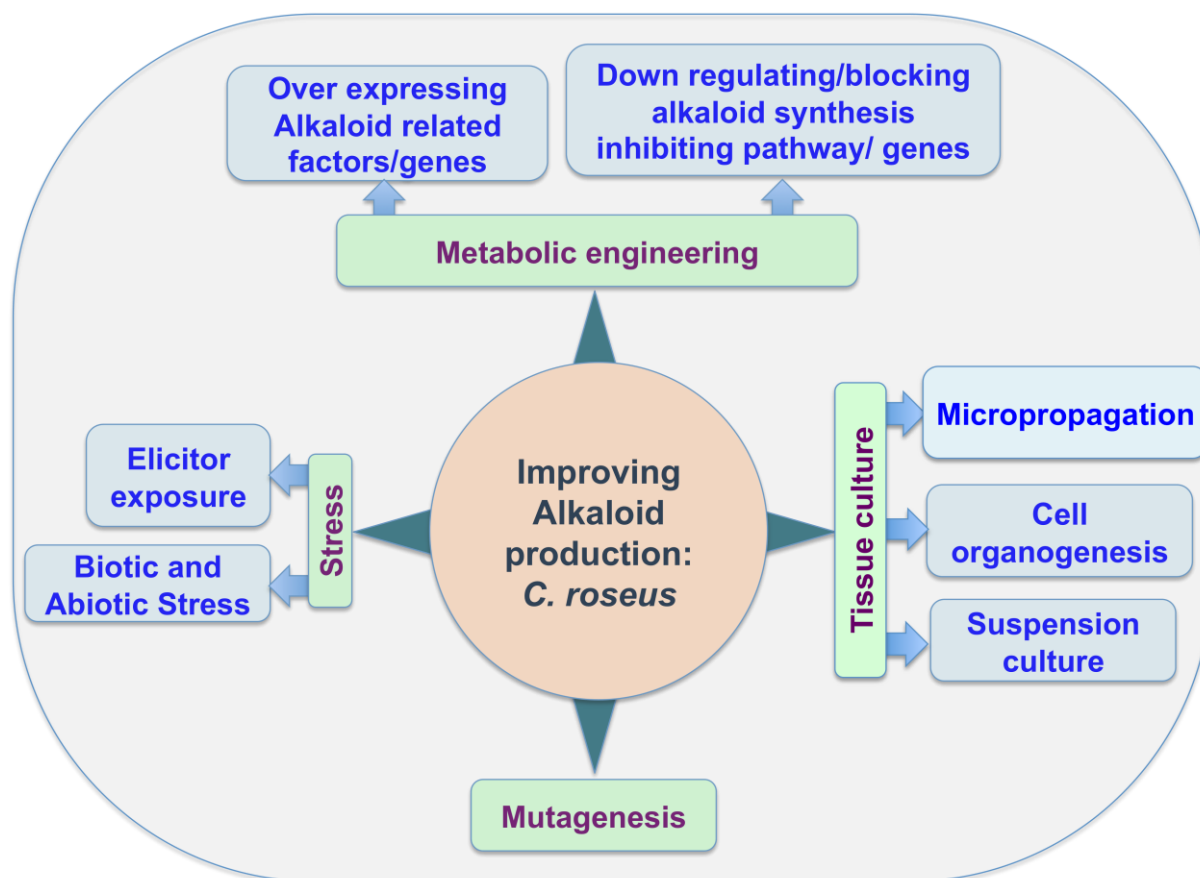 Over expressing
Alkaloid related
factors/genes
Down regulating/blocking
alkaloid synthesis
inhibiting pathway/ genes
Metabolic engineering
Elicitor
exposure
Biotic and
Abiotic Stress
Stress
Improving
Alkaloid
production:
C. roseus
Tissue culture
Micropropagation
Cell
organogenesis
Suspension
culture
Mutagenesis